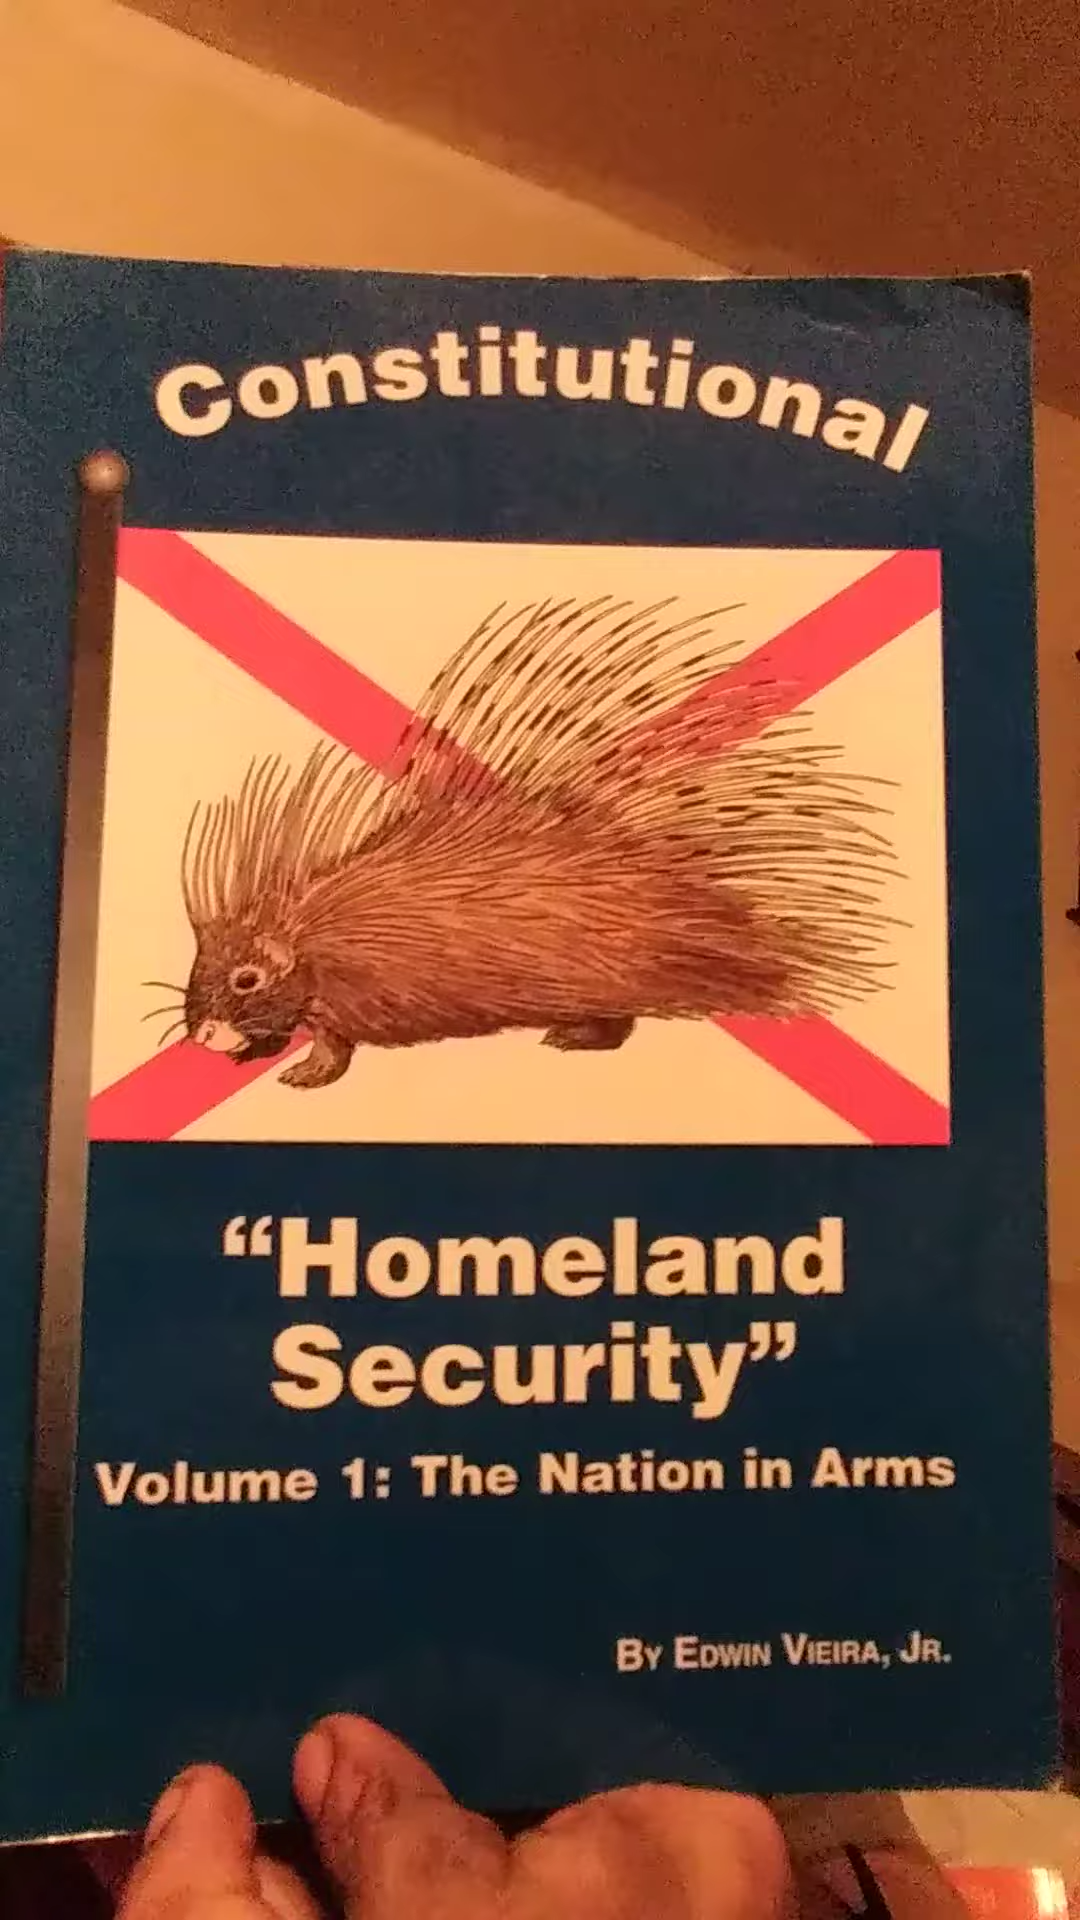 Constitutional
“Homeland
Security”
Volume 1: The Nation in Arms
By Edwin Vieira, Jr.